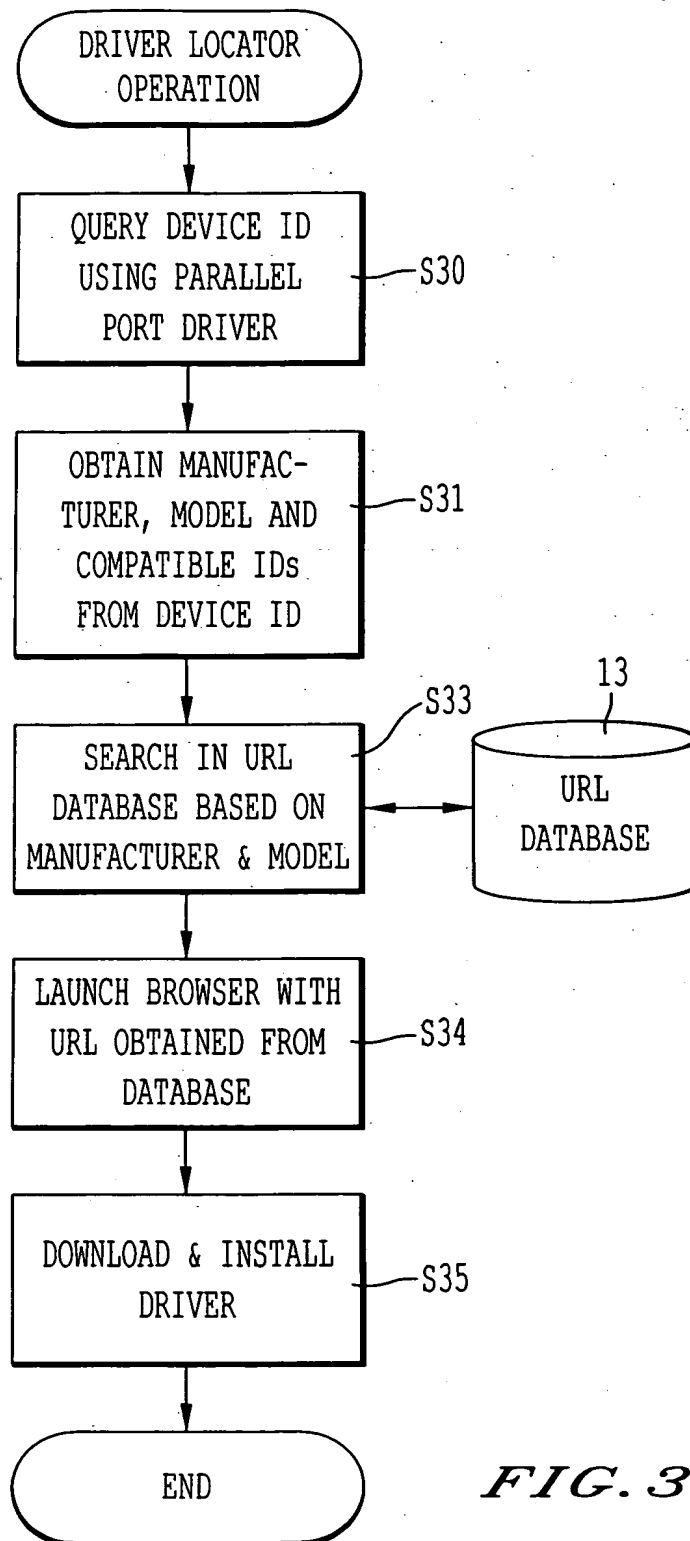 DRIVER LOCATOR
OPERATION
QUERY DEVICE ID
USING PARALLEL
PORT DRIVER
S30
OBTAIN MANUFAC-
TURER, MODEL AND
COMPATIBLE IDs
FROM DEVICE ID
S31
SEARCH IN URL
DATABASE BASED ON
MANUFACTURER & MODEL
S33
13
URL
DATABASE
LAUNCH BROWSER WITH
URL OBTAINED FROM
DATABASE
S34
DOWNLOAD & INSTALL
DRIVER
S35
END
FIG. 3